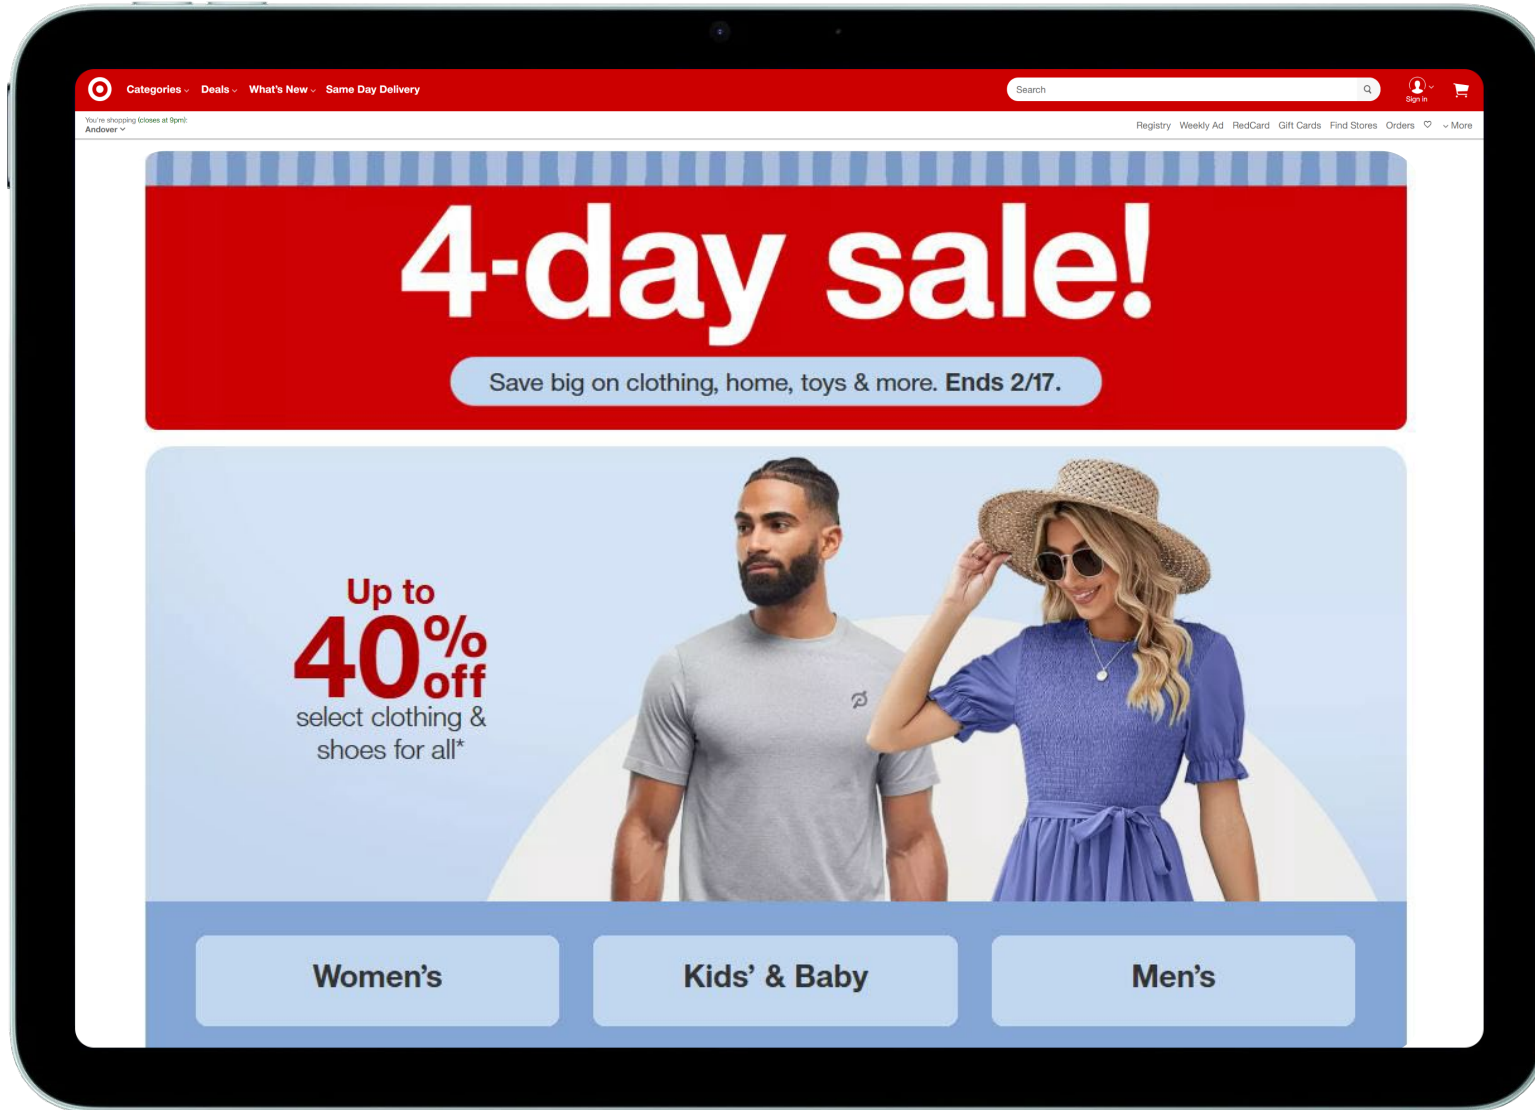 Categories Deals What's New Same Day Delivery
Search
Sign in
You're shopping (closes at 9pm):
Andover
Registry Weekly Ad RedCard Gift Cards Find Stores Orders More
4-day sale!
Save big on clothing, home, toys & more. Ends 2/17.
Up to
40%
off
select clothing &
shoes for all*
Women's
Kids' & Baby
Men's